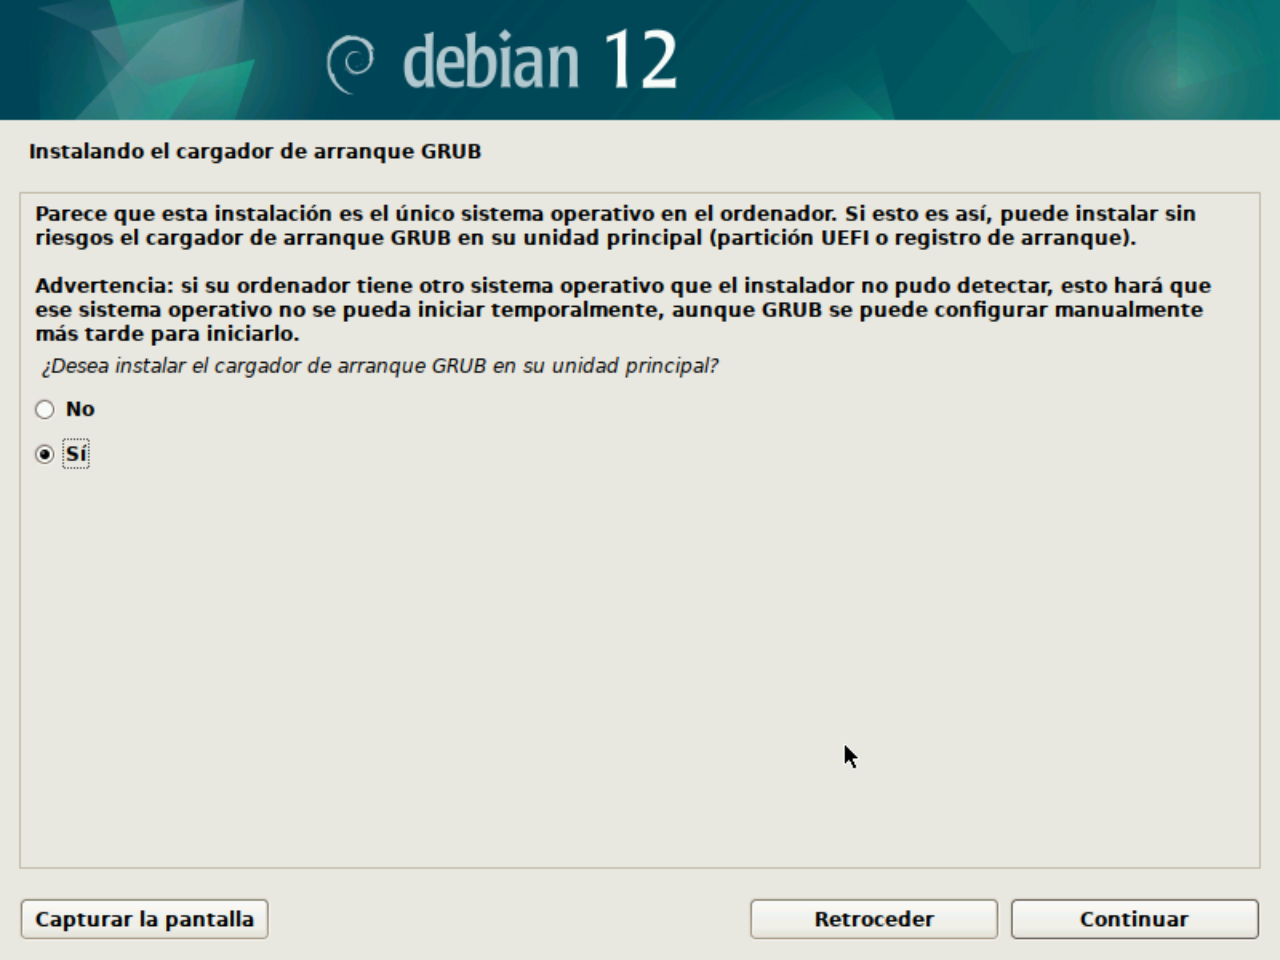 debian 12
Instalando el cargador de arranque GRUB
Parece que esta instalación es el único sistema operativo en el ordenador. Si esto es así, puede instalar sin
riesgos el cargador de arranque GRUB en su unidad principal (partición UEFI o registro de arranque).
Advertencia: si su ordenador tiene otro sistema operativo que el instalador no pudo detectar, esto hará que
ese sistema operativo no se pueda iniciar temporalmente, aunque GRUB se puede configurar manualmente
más tarde para iniciarlo.
¿Desea instalar el cargador de arranque GRUB en su unidad principal?
No
Sí
Capturar la pantalla
Retroceder
Continuar